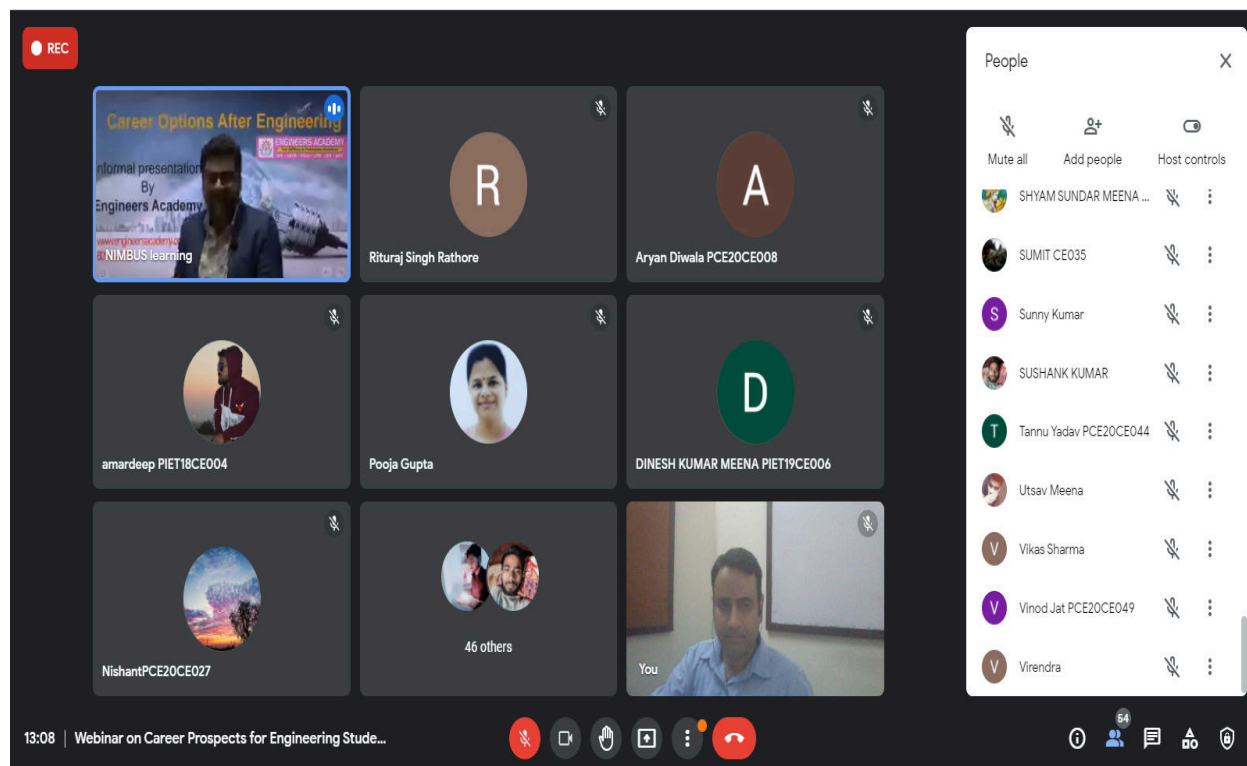 REC
Career Options After Engineering
ENGINEERS ACADEMY
nformal presentation
By
Engineers Academy
NIMBUS learning
R
Rituraj Singh Rathore
A
Aryan Diwala PCE20CE008
amardeep PIET18CE004
Pooja Gupta
D
DINESH KUMAR MEENA PIET19CE006
NishantPCE20CE027
46 others
You
People
Mute all
Add people
Host controls
SHYAM SUNDAR MEENA ...
SUMIT CE035
S
Sunny Kumar
SUSHANK KUMAR
T
Tannu Yadav PCE20CE044
Utsav Meena
V
Vikas Sharma
V
Vinod Jat PCE20CE049
V
Virendra
13:08 | Webinar on Career Prospects for Engineering Stude...
54